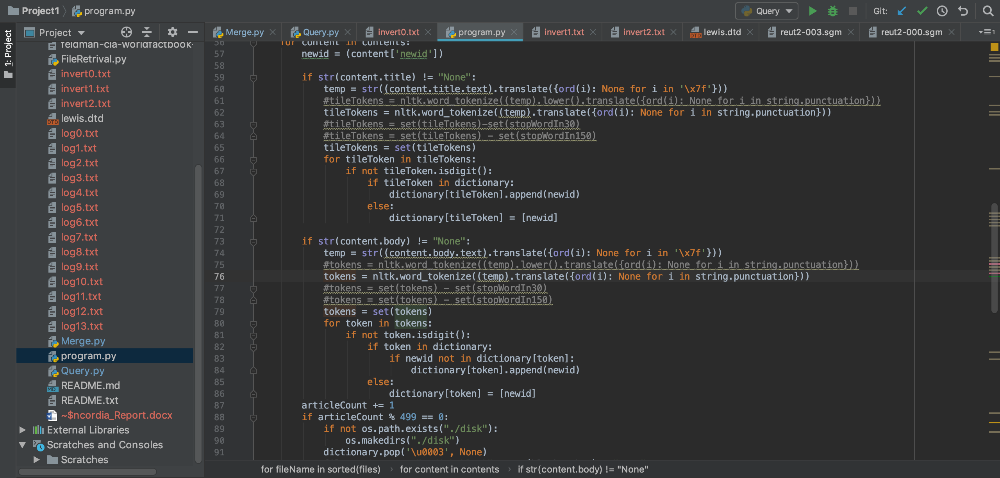 Project1 program.py Query Git:
1: Project
Project
Merge.py Query.py invert0.txt program.py invert1.txt invert2.txt lewis.dtd reut2-003.sgm reut2-000.sgm 1
feldman-cia-worldfactbook-
FileRetrival.py
invert0.txt
invert1.txt
invert2.txt
DTD lewis.dtd
log0.txt
log1.txt
log2.txt
log3.txt
log4.txt
log5.txt
log6.txt
log7.txt
log8.txt
log9.txt
log10.txt
log11.txt
log12.txt
log13.txt
Merge.py
program.py
Query.py
MD README.md
README.txt
W ~$ncordia_Report.docx
External Libraries
Scratches and Consoles
Scratches
56 for content in contents:
57 newid = (content['newid'])
58
59 if str(content.title) != "None":
60 temp = str((content.title.text).translate({ord(i): None for i in '\x7f'}))
61 #tileTokens = nltk.word_tokenize((temp).lower().translate({ord(i): None for i in string.punctuation}))
62 tileTokens = nltk.word_tokenize((temp).translate({ord(i): None for i in string.punctuation}))
63 #tileTokens = set(tileTokens)-set(stopWordIn30)
64 #tileTokens = set(tileTokens) - set(stopWordIn150)
65 tileTokens = set(tileTokens)
66 for tileToken in tileTokens:
67 if not tileToken.isdigit():
68 if tileToken in dictionary:
69 dictionary[tileToken].append(newid)
70 else:
71 dictionary[tileToken] = [newid]
72
73 if str(content.body) != "None":
74 temp = str((content.body.text).translate({ord(i): None for i in '\x7f'}))
75 #tokens = nltk.word_tokenize((temp).lower().translate({ord(i): None for i in string.punctuation}))
76 tokens = nltk.word_tokenize((temp).translate({ord(i): None for i in string.punctuation}))
77 #tokens = set(tokens) - set(stopWordIn30)
78 #tokens = set(tokens) - set(stopWordIn150)
79 tokens = set(tokens)
80 for token in tokens:
81 if not token.isdigit():
82 if token in dictionary:
83 if newid not in dictionary[token]:
84 dictionary[token].append(newid)
85 else:
86 dictionary[token] = [newid]
87 articleCount += 1
88 if articleCount % 499 == 0:
89 if not os.path.exists("./disk"):
90 os.makedirs("./disk")
91 dictionary.pop('\u0003', None)
for fileName in sorted(files) › for content in contents › if str(content.body) != "None"